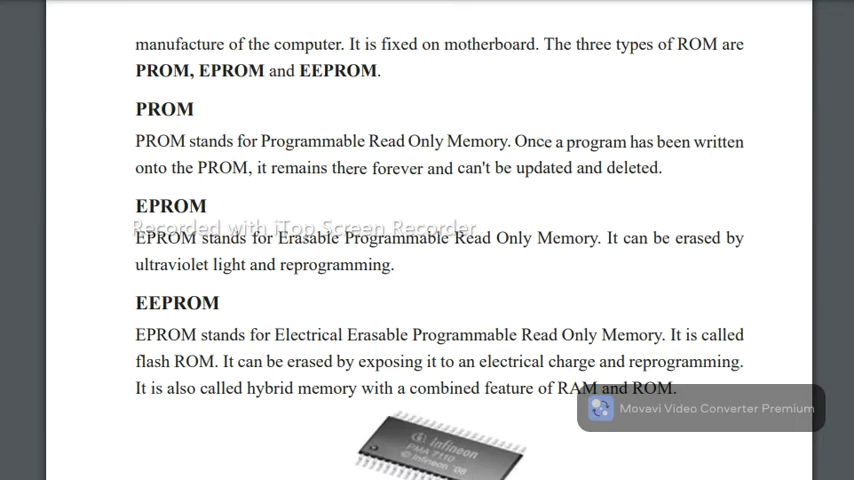 manufacture of the computer. It is fixed on motherboard. The three types of ROM are
PROM, EPROM and EEPROM.
PROM
PROM stands for Programmable Read Only Memory. Once a program has been written
onto the PROM, it remains there forever and can't be updated and deleted.
EPROM
Recorded with iTop Screen Recorder
EPROM stands for Erasable Programmable Read Only Memory. It can be erased by
ultraviolet light and reprogramming.
EEPROM
EPROM stands for Electrical Erasable Programmable Read Only Memory. It is called
flash ROM. It can be erased by exposing it to an electrical charge and reprogramming.
It is also called hybrid memory with a combined feature of RAM and ROM.
Movavi Video Converter Premium
Infineon
PMA 7110
© Infineon '08